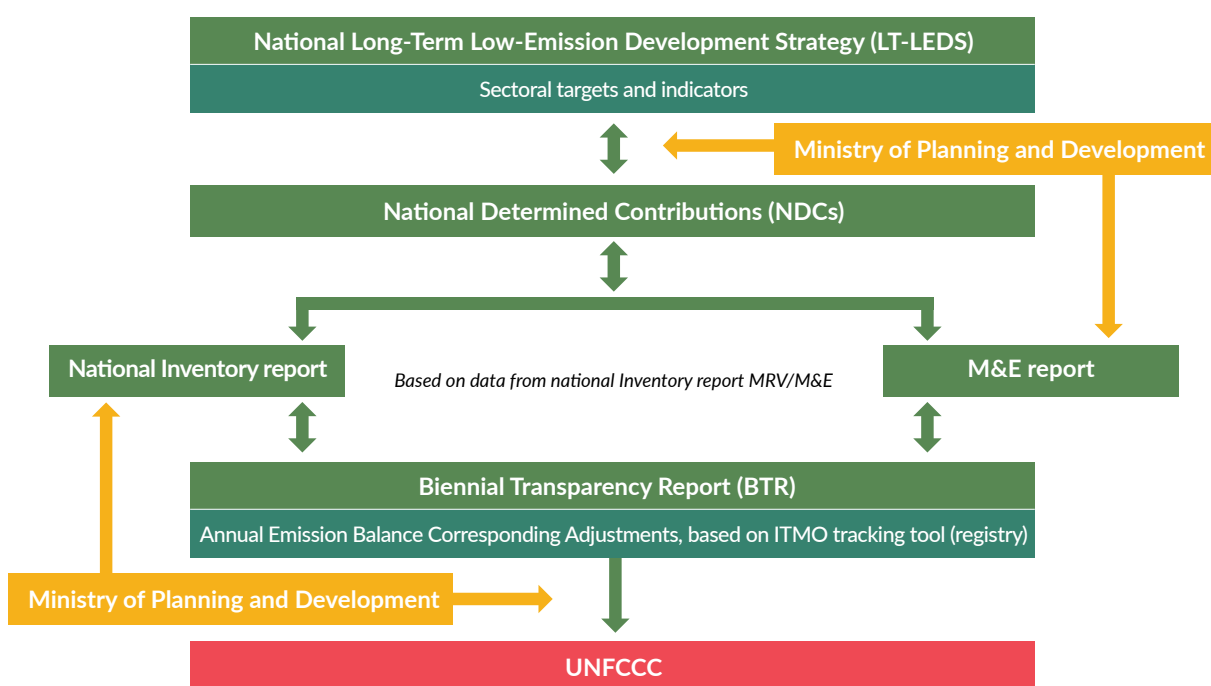 National Long-Term Low-Emission Development Strategy (LT-LEDS)
Sectoral targets and indicators
Ministry of Planning and Development
National Determined Contributions (NDCs)
National Inventory report
Based on data from national Inventory report MRV/M&E
M&E report
Biennial Transparency Report (BTR)
Annual Emission Balance Corresponding Adjustments, based on ITMO tracking tool (registry)
Ministry of Planning and Development
UNFCCC